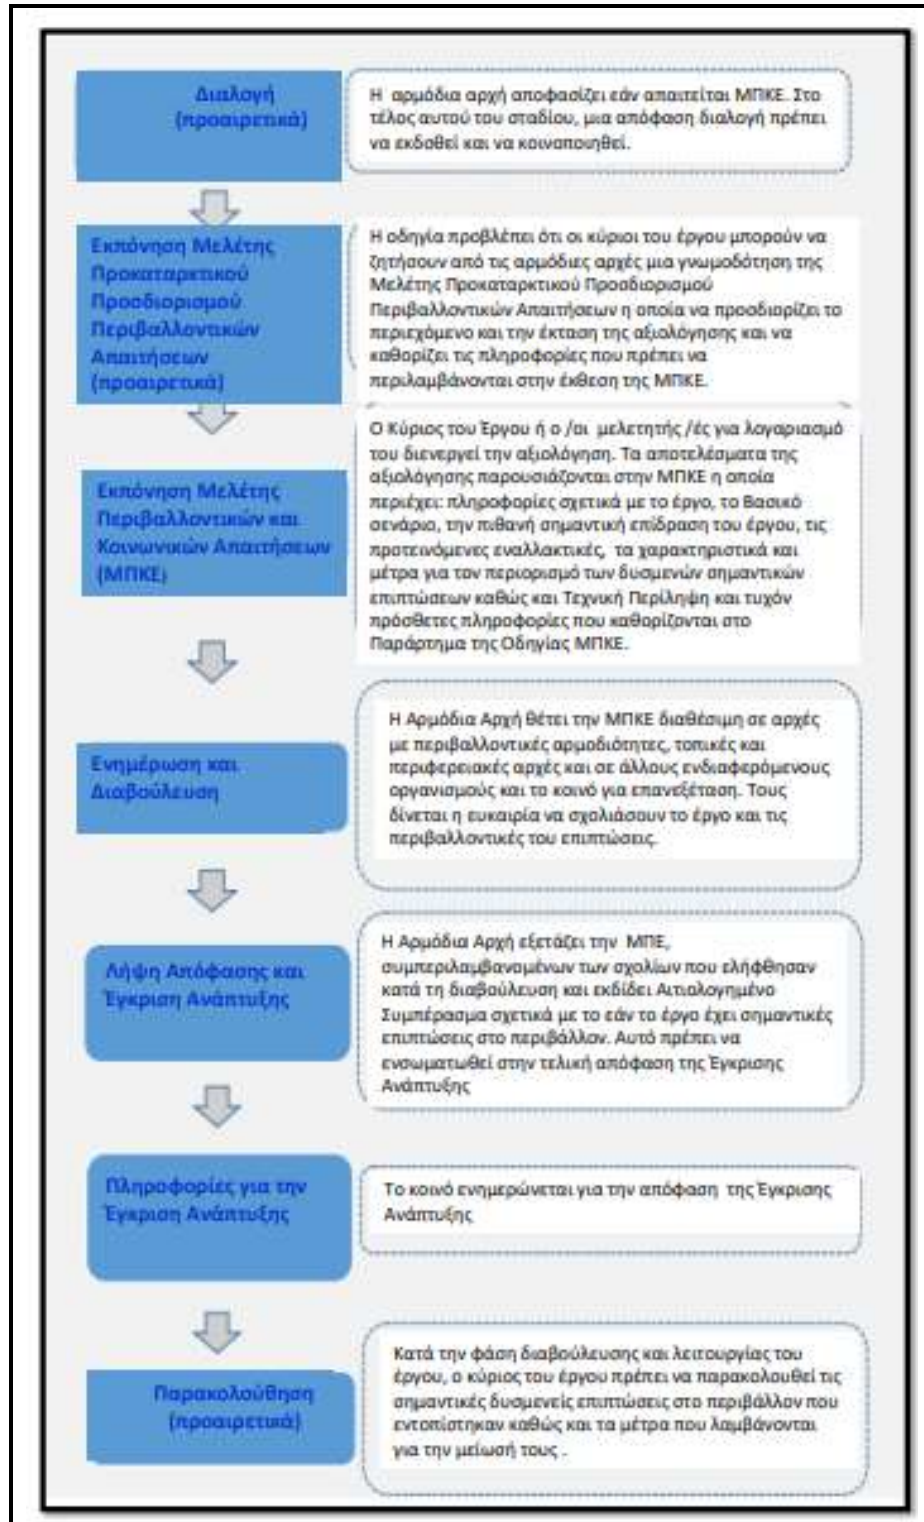 Διαλογή
(προαιρετικά)
Η αρμόδια αρχή αποφασίζει εάν απαιτείται ΜΠΚΕ. Στο
τέλος αυτού του σταδίου, μια απόφαση διαλογή πρέπει
να εκδοθεί και να κοινοποιηθεί.
Εκπόνηση Μελέτης
Προκαταρκτικού
Προσδιορισμού
Περιβαλλοντικών
Απαιτήσεων
(προαιρετικά)
Η οδηγία προβλέπει ότι οι κύριοι του έργου μπορούν να
ζητήσουν από τις αρμόδιες αρχές μια γνωμοδότηση της
Μελέτης Προκαταρκτικού Προσδιορισμού
Περιβαλλοντικών Απαιτήσεων η οποία να προσδιορίζει το
περιεχόμενο και την έκταση της αξιολόγησης και να
καθορίζει τις πληροφορίες που πρέπει να
περιλαμβάνονται στην έκθεση της ΜΠΚΕ.
Εκπόνηση Μελέτης
Περιβαλλοντικών και
Κοινωνικών Απαιτήσεων
(ΜΠΚΕ)
Ο Κύριος του Έργου ή ο /οι μελετητής /ές για λογαριασμό
του διενεργεί την αξιολόγηση. Τα αποτελέσματα της
αξιολόγησης παρουσιάζονται στην ΜΠΚΕ η οποία
περιέχει: πληροφορίες σχετικά με το έργο, το Βασικό
σενάριο, την πιθανή σημαντική επίδραση του έργου, τις
προτεινόμενες εναλλακτικές, τα χαρακτηριστικά και
μέτρα για τον περιορισμό των δυσμενών σημαντικών
επιπτώσεων καθώς και Τεχνική Περίληψη και τυχόν
πρόσθετες πληροφορίες που καθορίζονται στο
Παράρτημα της Οδηγίας ΜΠΚΕ.
Ενημέρωση και
Διαβούλευση
Η Αρμόδια Αρχή θέτει την ΜΠΚΕ διαθέσιμη σε αρχές
με περιβαλλοντικές αρμοδιότητες, τοπικές και
περιφερειακές αρχές και σε άλλους ενδιαφερόμενους
οργανισμούς και το κοινό για επανεξέταση. Τους
δίνεται η ευκαιρία να σχολιάσουν το έργο και τις
περιβαλλοντικές του επιπτώσεις.
Λήψη Απόφασης και
Έγκριση Ανάπτυξης
Η Αρμόδια Αρχή εξετάζει την ΜΠΕ,
συμπεριλαμβανομένων των σχολίων που ελήφθησαν
κατά τη διαβούλευση και εκδίδει Αιτιολογημένο
Συμπέρασμα σχετικά με το εάν το έργο έχει σημαντικές
επιπτώσεις στο περιβάλλον. Αυτό πρέπει να
ενσωματωθεί στην τελική απόφαση της Έγκρισης
Ανάπτυξης
Πληροφορίες για την
Έγκριση Ανάπτυξης
Το κοινό ενημερώνεται για την απόφαση της Έγκρισης
Ανάπτυξης
Παρακολούθηση
(προαιρετικά)
Κατά την φάση διαβούλευσης και λειτουργίας του
έργου, ο κύριος του έργου πρέπει να παρακολουθεί τις
σημαντικές δυσμενείς επιπτώσεις στο περιβάλλον που
εντοπίστηκαν καθώς και τα μέτρα που λαμβάνονται
για την μείωσή τους .